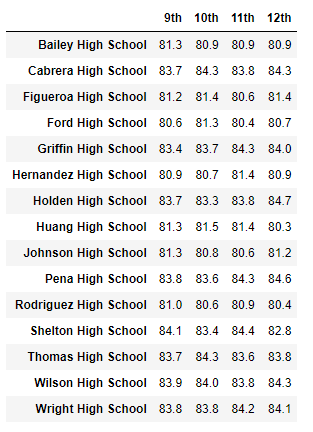 9th 10th 11th 12th
Bailey High School 81.3 80.9 80.9 80.9
Cabrera High School 83.7 84.3 83.8 84.3
Figueroa High School 81.2 81.4 80.6 81.4
Ford High School 80.6 81.3 80.4 80.7
Griffin High School 83.4 83.7 84.3 84.0
Hernandez High School 80.9 80.7 81.4 80.9
Holden High School 83.7 83.3 83.8 84.7
Huang High School 81.3 81.5 81.4 80.3
Johnson High School 81.3 80.8 80.6 81.2
Pena High School 83.8 83.6 84.3 84.6
Rodriguez High School 81.0 80.6 80.9 80.4
Shelton High School 84.1 83.4 84.4 82.8
Thomas High School 83.7 84.3 83.6 83.8
Wilson High School 83.9 84.0 83.8 84.3
Wright High School 83.8 83.8 84.2 84.1